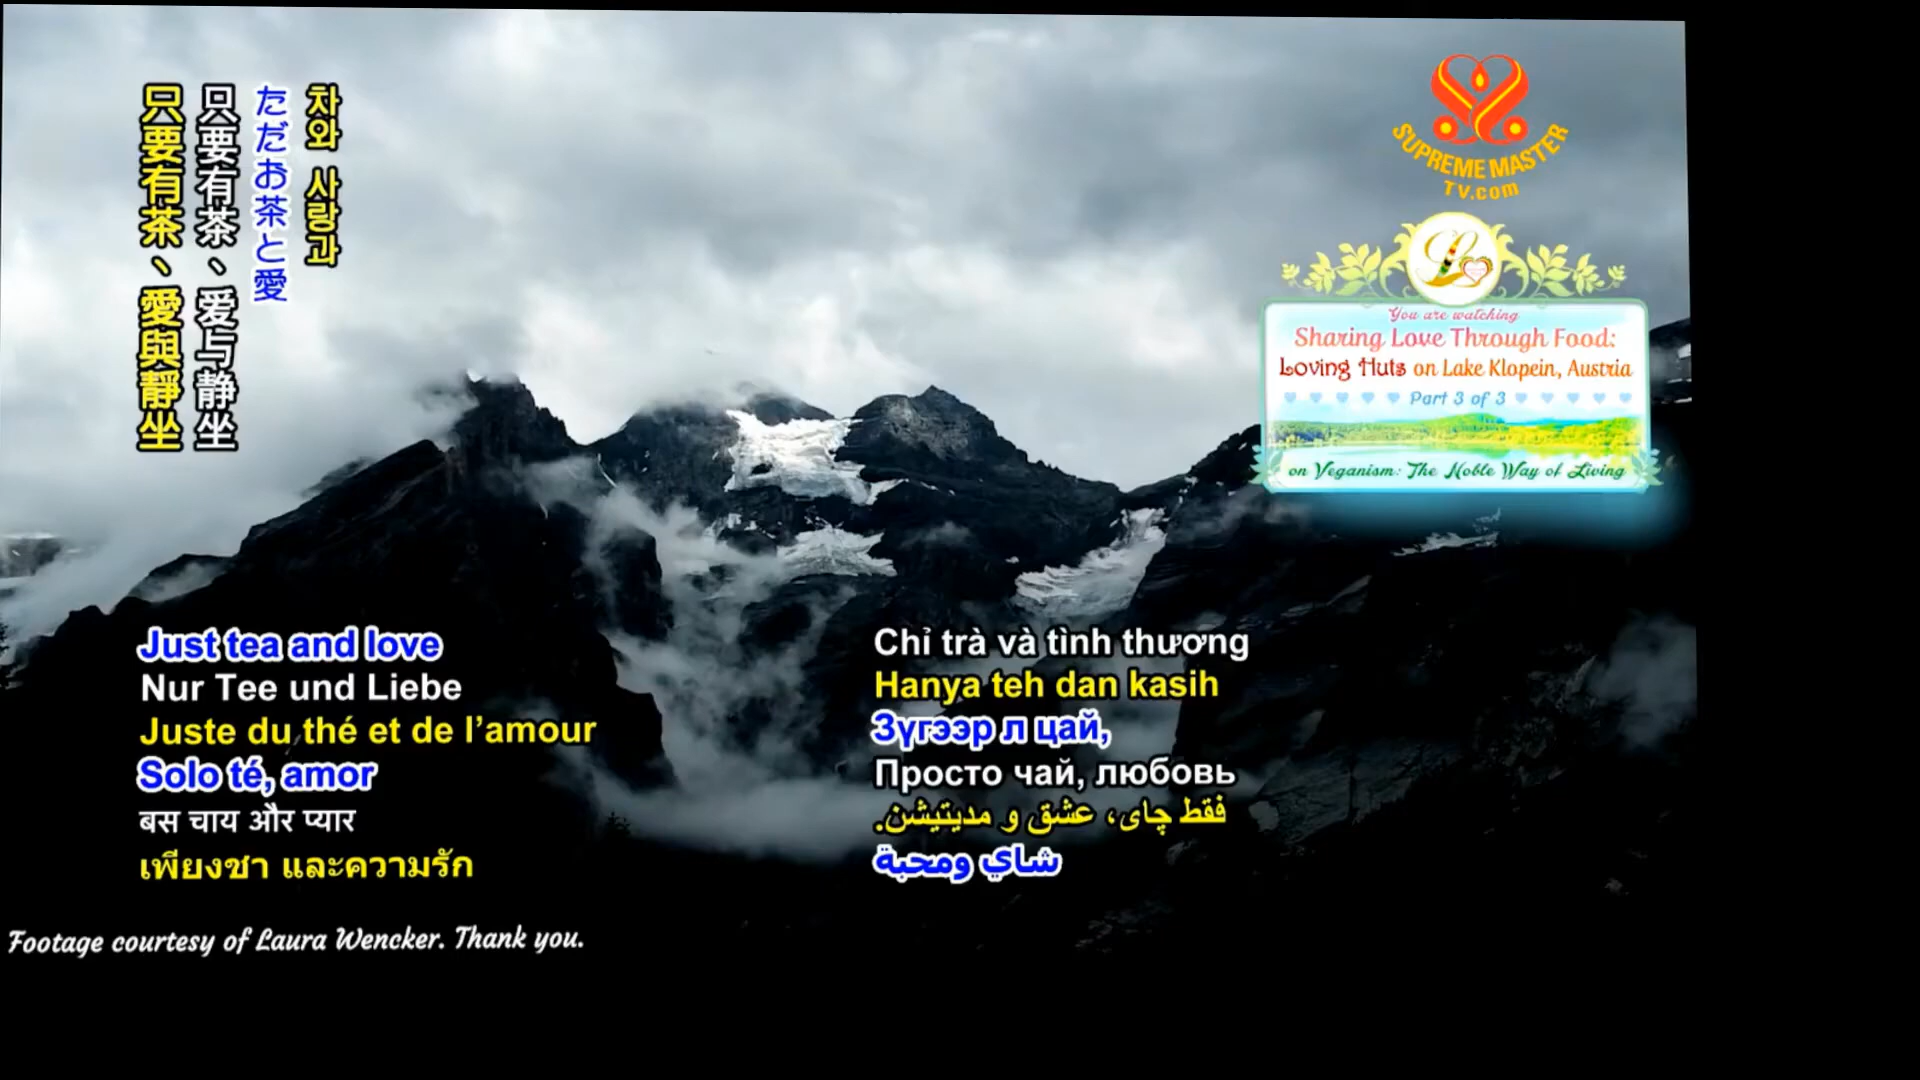 只要有茶、愛與靜坐
只要有茶、爱与静坐
ただお茶と愛
차와 사랑과
SUPREME MASTER
TV.com
You are watching
Sharing Love Through Food:
Loving Huts on Lake Klopein, Austria
Part 3 of 3
on Veganism: The Noble Way of Living
Just tea and love
Nur Tee und Liebe
Juste du thé et de l’amour
Solo té, amor
बस चाय और प्यार
เพียงชา และความรัก
Chỉ trà và tình thương
Hanya teh dan kasih
Зүгээр л цай,
Просто чай, любовь
فقط چای، عشق و مدیتیشن.
شاي ومحبة
Footage courtesy of Laura Wencker. Thank you.